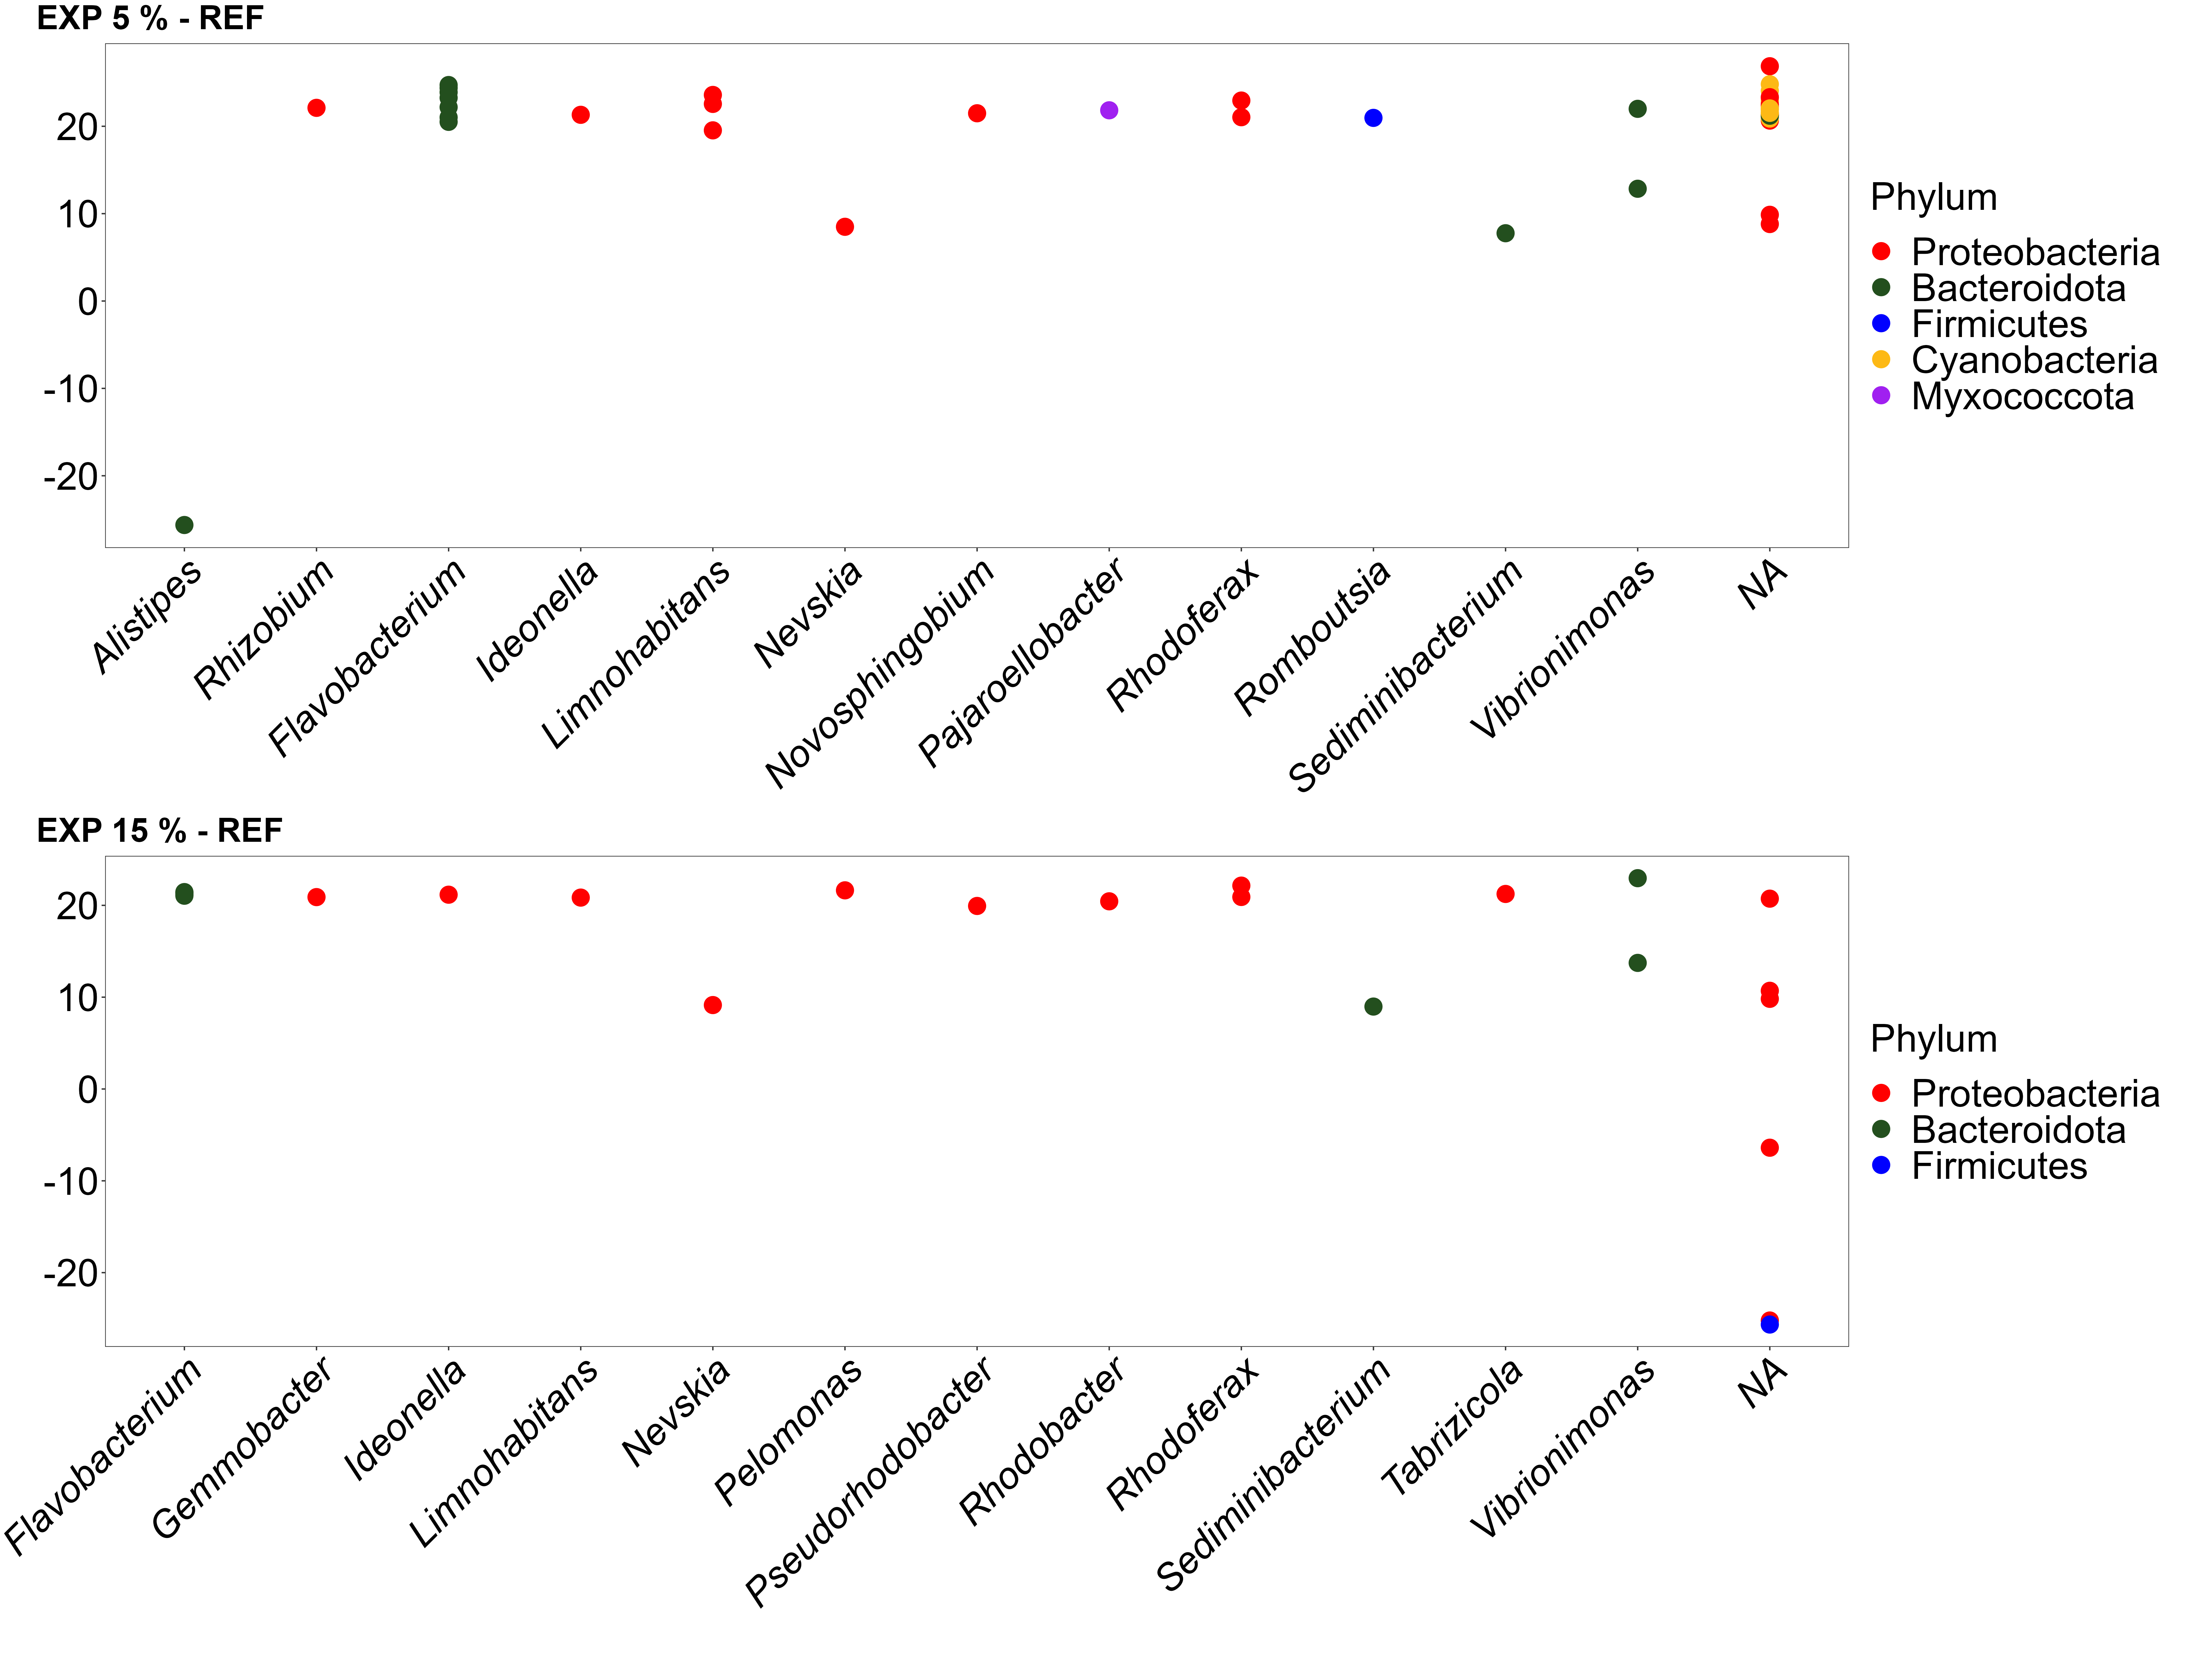 EXP 5 % - REF
20
10
0
-10
-20
Alistipes
Rhizobium
Flavobacterium
Ideonella
Limnohabitans
Nevskia
Novosphingobium
Pajaroellobacter
Rhodoferax
Romboutsia
Sediminibacterium
Vibrionimonas
NA
Phylum
Proteobacteria
Bacteroidota
Firmicutes
Cyanobacteria
Myxococcota
EXP 15 % - REF
20
10
0
-10
-20
Flavobacterium
Gemmobacter
Ideonella
Limnohabitans
Nevskia
Pelomonas
Pseudorhodobacter
Rhodobacter
Rhodoferax
Sediminibacterium
Tabrizicola
Vibrionimonas
NA
Phylum
Proteobacteria
Bacteroidota
Firmicutes